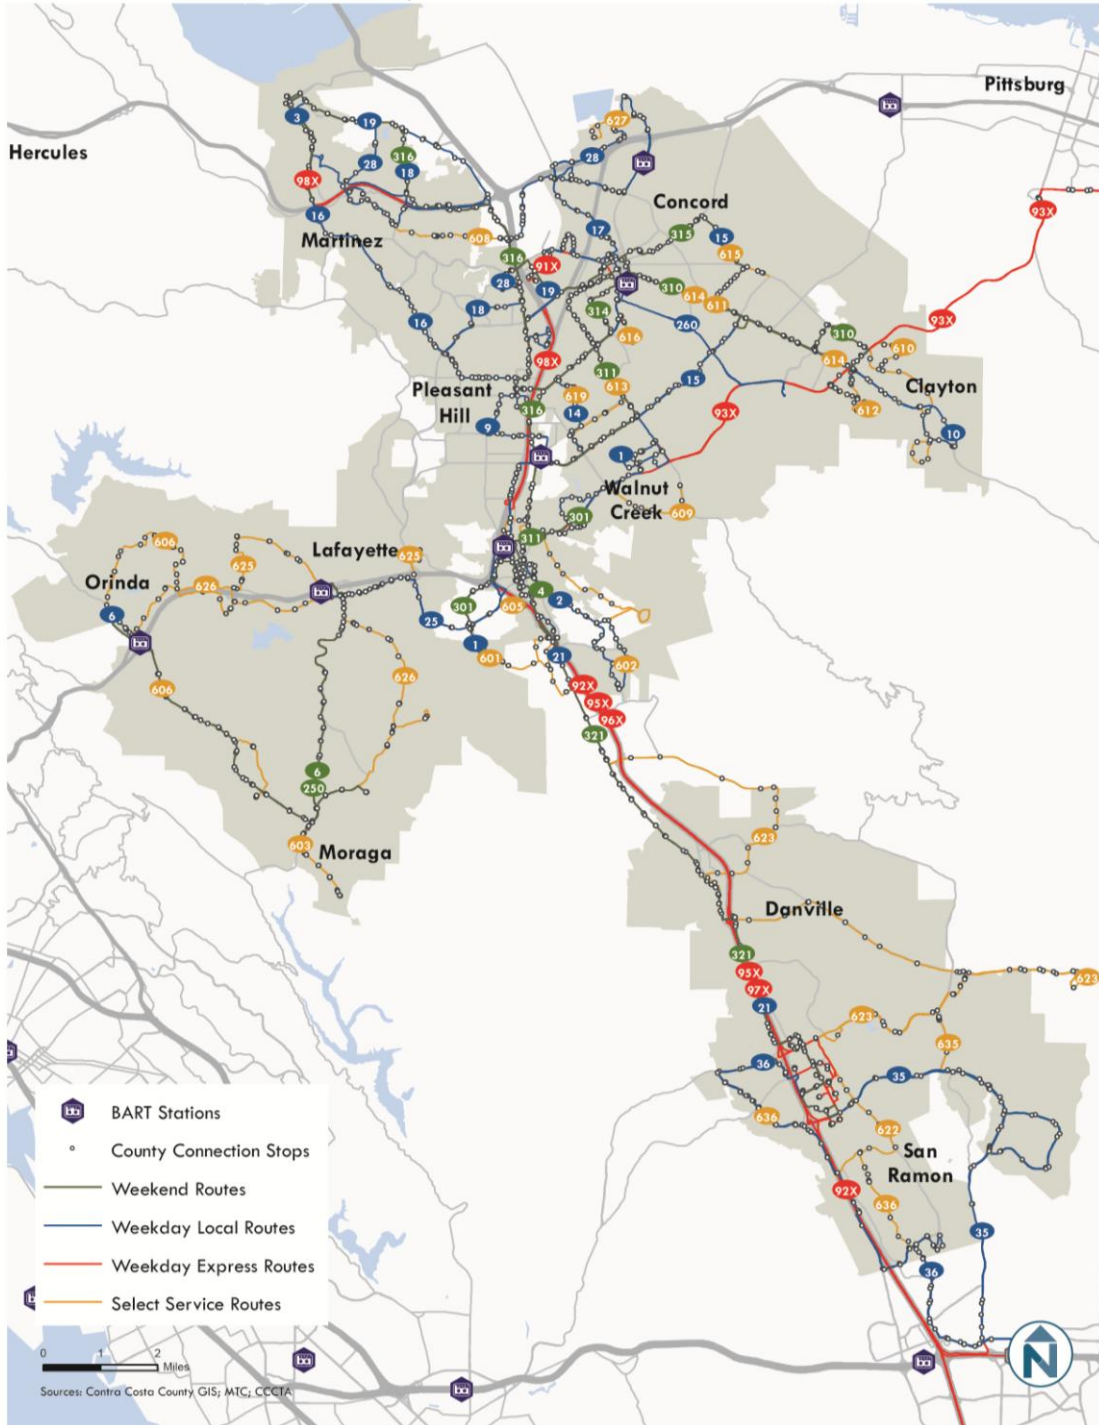 Pittsburg
Hercules
3
19
627
316
28
28
18
98X
16
Concord
93X
17
315
15
Martinez
608
615
316
91X
28
19
310
614
611
18
314
260
93X
16
616
310
610
98X
614
311
15
Clayton
613
Pleasant
Hill
619
612
316
14
93X
9
10
1
Walnut
Creek
609
301
311
606
Lafayette
625
625
Orinda
626
4
2
605
301
6
25
1
21
601
602
626
92X
606
95X
96X
321
6
250
623
603
Moraga
Danville
321
95X
623
97X
21
623
635
36
35
636
622
San
Ramon
92X
636
35
36
BART Stations
County Connection Stops
Weekend Routes
Weekday Local Routes
Weekday Express Routes
Select Service Routes
0 1 2
Miles
N
Sources: Contra Costa County GIS; MTC; CCCTA